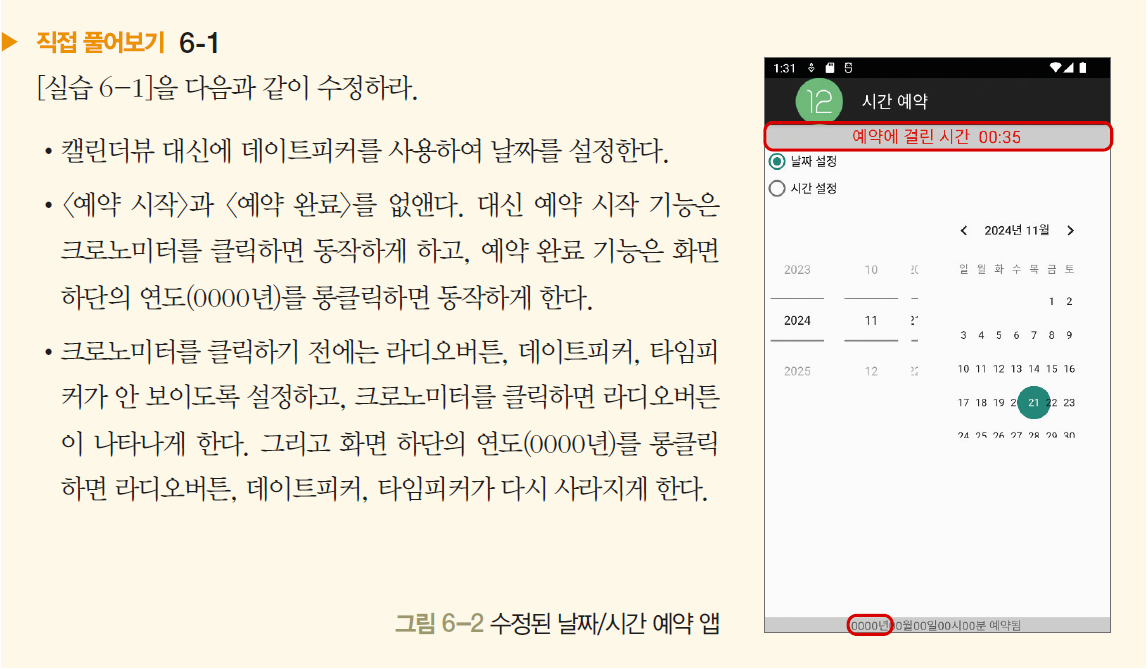 직접 풀어보기 6-1
[실습 6-1]을 다음과 같이 수정하라.
• 캘린더뷰 대신에 데이트피커를 사용하여 날짜를 설정한다.
• 〈예약 시작〉과 〈예약 완료〉를 없앤다. 대신 예약 시작 기능은
크로노미터를 클릭하면 동작하게 하고, 예약 완료 기능은 화면
하단의 연도(0000년)를 롱클릭하면 동작하게 한다.
• 크로노미터를 클릭하기 전에는 라디오버튼, 데이트피커, 타임피
커가 안 보이도록 설정하고, 크로노미터를 클릭하면 라디오버튼
이 나타나게 한다. 그리고 화면 하단의 연도(0000년)를 롱클릭
하면 라디오버튼, 데이트피커, 타임피커가 다시 사라지게 한다.
그림 6-2 수정된 날짜/시간 예약 앱
1:31
12 시간 예약
예약에 걸린 시간 00:35
날짜 설정
시간 설정
2024년 11월
2023 10 20
일 월 화 수 목 금 토
1 2
2024 11 21
3 4 5 6 7 8 9
2025 12 22
10 11 12 13 14 15 16
17 18 19 20 21 22 23
24 25 26 27 28 29 30
0000년00월00일00시00분 예약됨